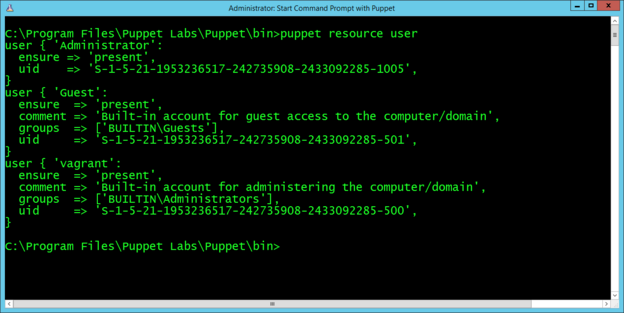 Administrator: Start Command Prompt with Puppet
C:\Program Files\Puppet Labs\Puppet\bin>puppet resource user
user { 'Administrator':
  ensure => 'present',
  uid    => 'S-1-5-21-1953236517-242735908-2433092285-1005',
}
user { 'Guest':
  ensure  => 'present',
  comment => 'Built-in account for guest access to the computer/domain',
  groups  => ['BUILTIN\Guests'],
  uid     => 'S-1-5-21-1953236517-242735908-2433092285-501',
}
user { 'vagrant':
  ensure  => 'present',
  comment => 'Built-in account for administering the computer/domain',
  groups  => ['BUILTIN\Administrators'],
  uid     => 'S-1-5-21-1953236517-242735908-2433092285-500',
}
C:\Program Files\Puppet Labs\Puppet\bin>